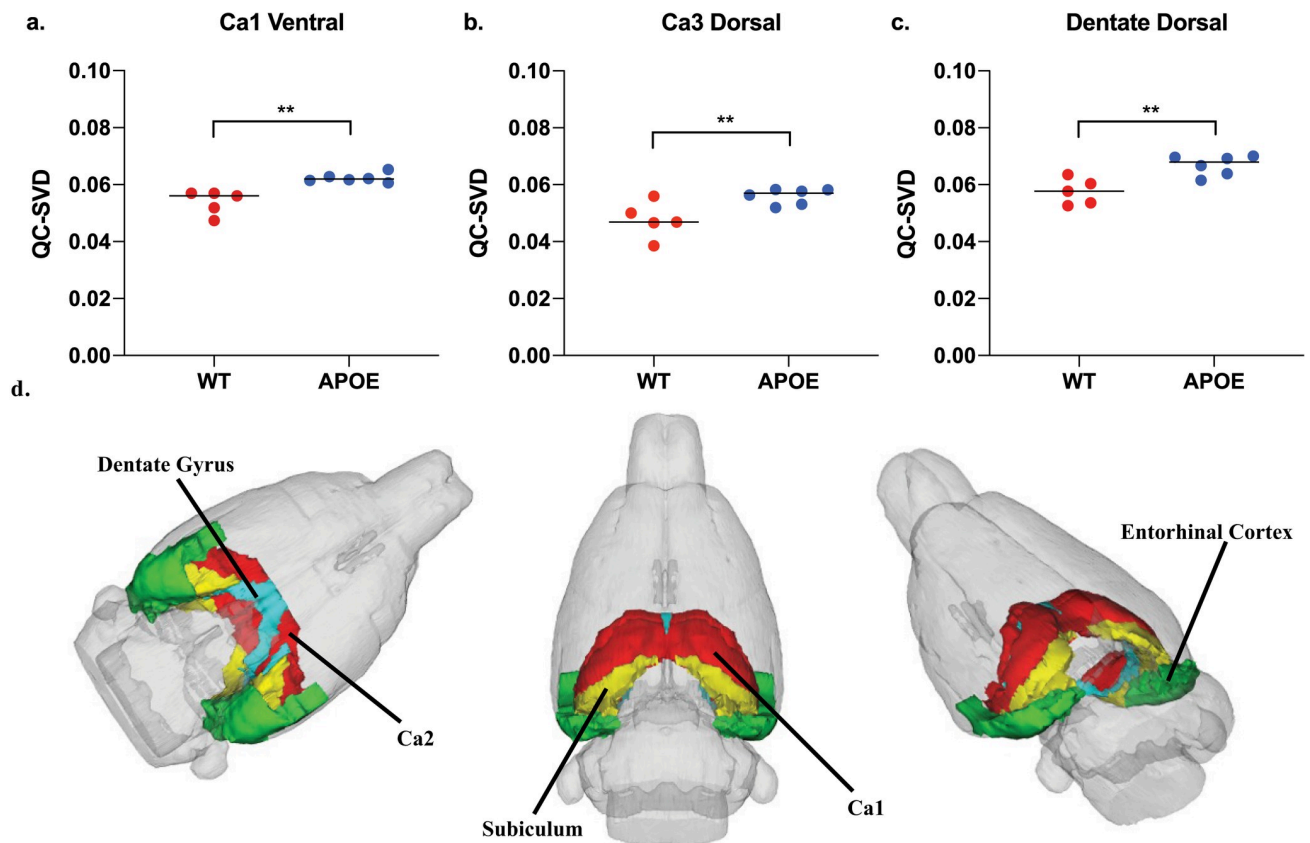 a. Ca1 Ventral
QC-SVD
0.10
0.08
0.06
0.04
0.02
0.00
**
WT APOE
b. Ca3 Dorsal
QC-SVD
0.10
0.08
0.06
0.04
0.02
0.00
**
WT APOE
c. Dentate Dorsal
QC-SVD
0.10
0.08
0.06
0.04
0.02
0.00
**
WT APOE
d.
Dentate Gyrus
Ca2
Subiculum
Ca1
Entorhinal Cortex